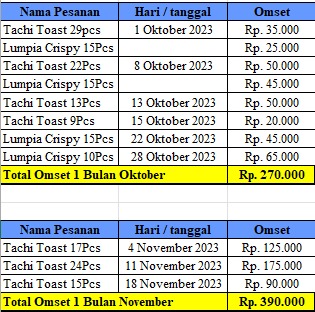 Nama Pesanan Hari / tanggal Omset
Tachi Toast 29pcs 1 Oktober 2023 Rp. 35.000
Lumpia Crispy 15Pcs Rp. 25.000
Tachi Toast 22Pcs 8 Oktober 2023 Rp. 50.000
Lumpia Crispy 15pcs Rp. 45.000
Tachi Toast 13Pcs 13 Oktober 2023 Rp. 50.000
Tachi Toast 9Pcs 15 Oktober 2023 Rp. 20.000
Lumpia Crispy 15Pcs 22 Oktober 2023 Rp. 45.000
Lumpia Crispy 10Pcs 28 Oktober 2023 Rp. 65.000
Total Omset 1 Bulan Oktober Rp. 270.000
Nama Pesanan Hari / tanggal Omset
Tachi Toast 17Pcs 4 November 2023 Rp. 125.000
Tachi Toast 24Pcs 11 November 2023 Rp. 175.000
Tachi Toast 15Pcs 18 November 2023 Rp. 90.000
Total Omset 1 Bulan November Rp. 390.000